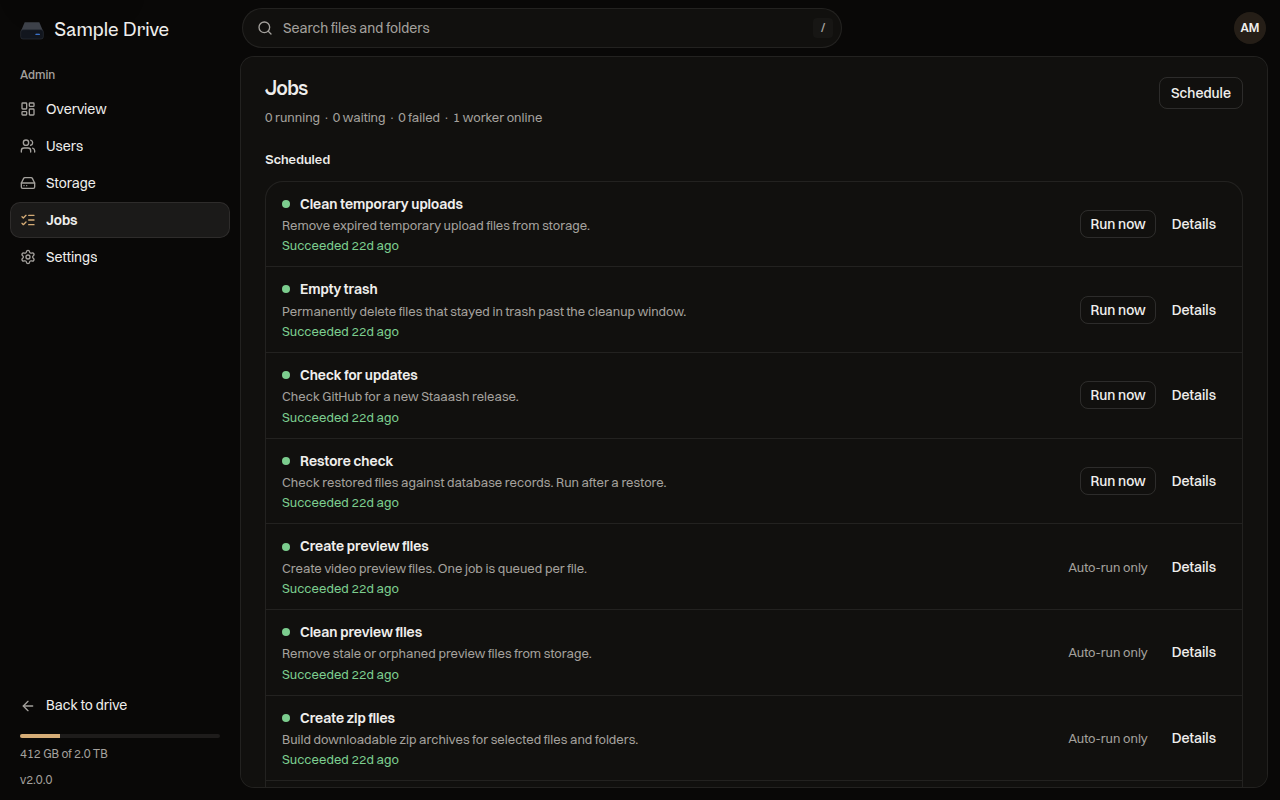 Sample Drive
Search files and folders
/
AM
Admin
Overview
Users
Storage
Jobs
Settings
Back to drive
412 GB of 2.0 TB
v2.0.0
Jobs
0 running · 0 waiting · 0 failed · 1 worker online
Schedule
Scheduled
Clean temporary uploads
Remove expired temporary upload files from storage.
Succeeded 22d ago
Run now
Details
Empty trash
Permanently delete files that stayed in trash past the cleanup window.
Succeeded 22d ago
Run now
Details
Check for updates
Check GitHub for a new Staaash release.
Succeeded 22d ago
Run now
Details
Restore check
Check restored files against database records. Run after a restore.
Succeeded 22d ago
Run now
Details
Create preview files
Create video preview files. One job is queued per file.
Succeeded 22d ago
Auto-run only
Details
Clean preview files
Remove stale or orphaned preview files from storage.
Succeeded 22d ago
Auto-run only
Details
Create zip files
Build downloadable zip archives for selected files and folders.
Succeeded 22d ago
Auto-run only
Details